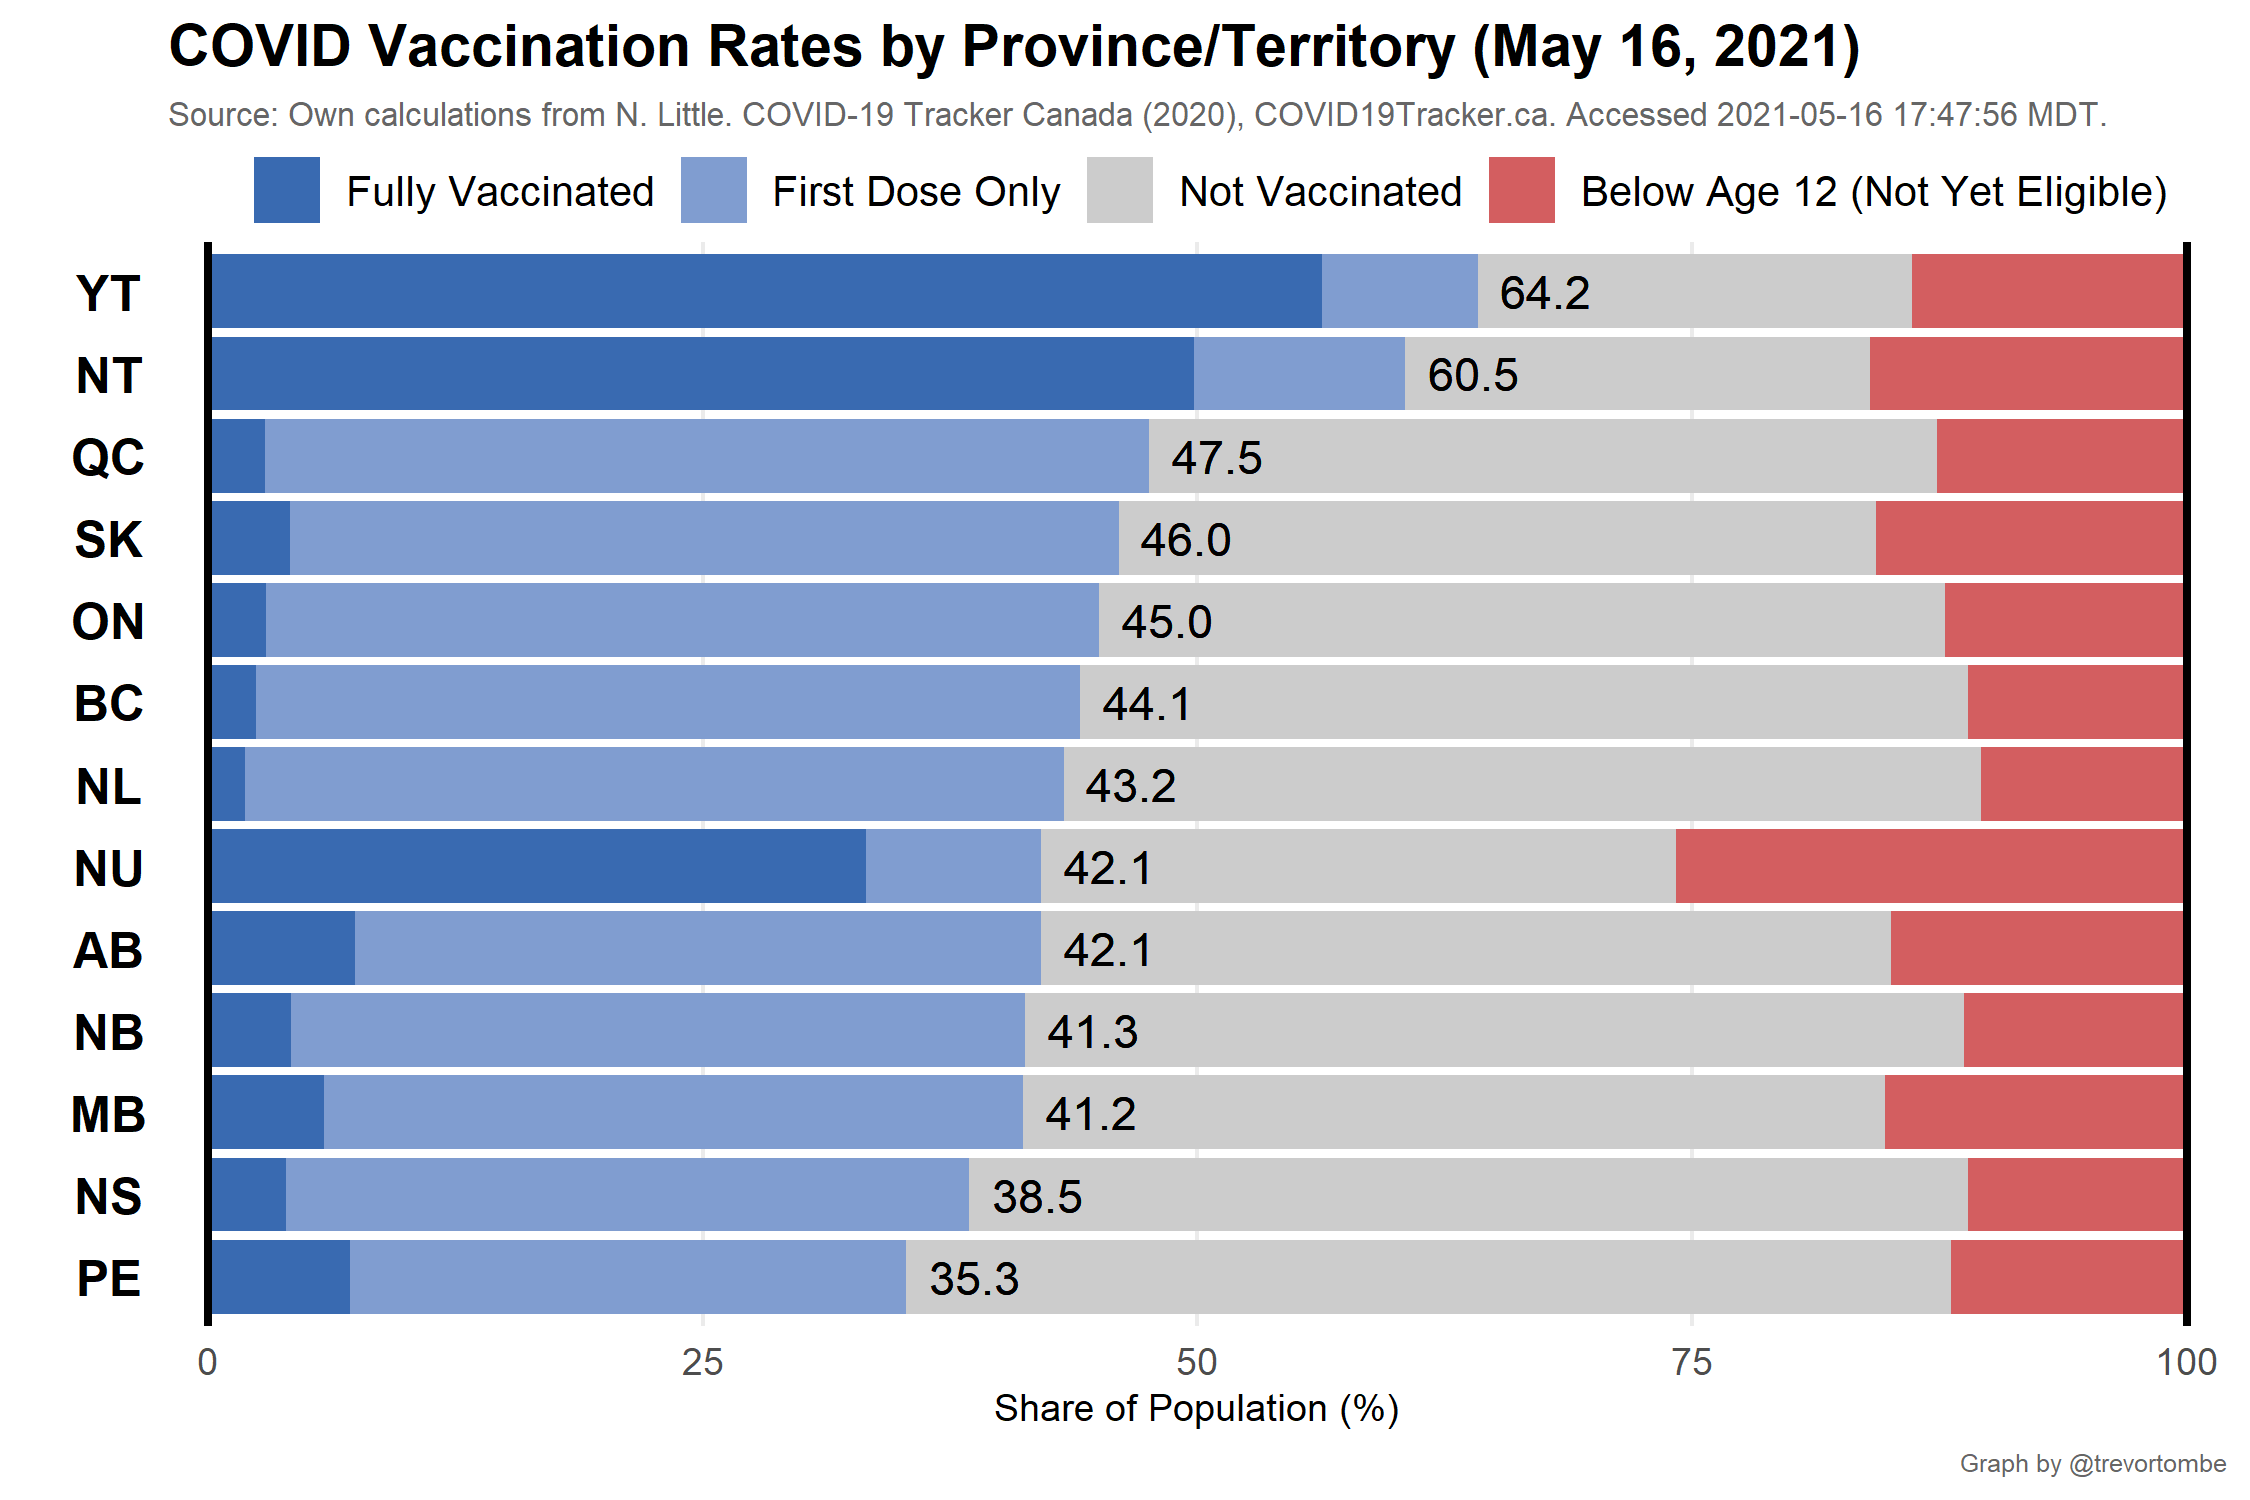 COVID Vaccination Rates by Province/Territory (May 16, 2021)
Source: Own calculations from N. Little. COVID-19 Tracker Canada (2020), COVID19Tracker.ca. Accessed 2021-05-16 17:47:56 MDT.
Fully Vaccinated First Dose Only Not Vaccinated Below Age 12 (Not Yet Eligible)
YT 64.2
NT 60.5
QC 47.5
SK 46.0
ON 45.0
BC 44.1
NL 43.2
NU 42.1
AB 42.1
NB 41.3
MB 41.2
NS 38.5
PE 35.3
0 25 50 75 100
Share of Population (%)
Graph by @trevortombe